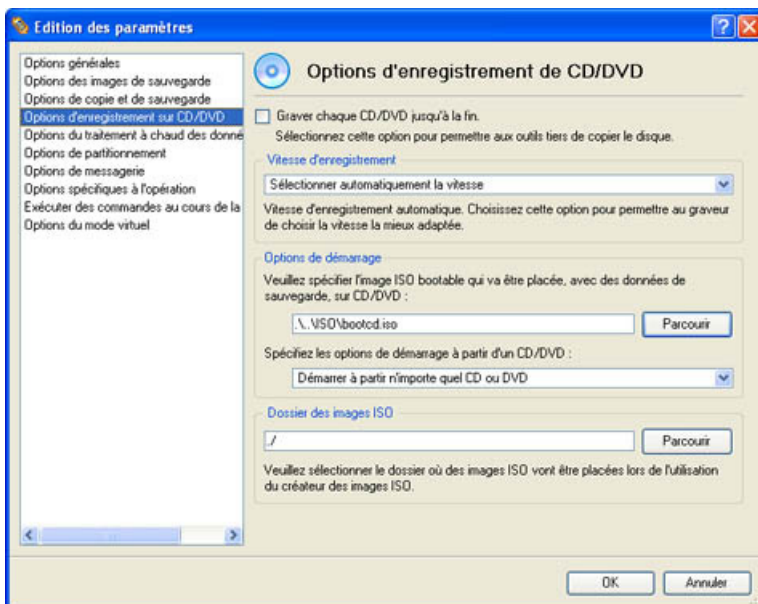 Edition des paramètres
Options générales
Options des images de sauvegarde
Options de copie et de sauvegarde
Options d'enregistrement sur CD/DVD
Options du traitement à chaud des donné
Options de partitionnement
Options de messagerie
Options spécifiques à l'opération
Exécuter des commandes au cours de la
Options du mode virtuel
Options d'enregistrement de CD/DVD
Graver chaque CD/DVD jusqu'à la fin.
Sélectionnez cette option pour permettre aux outils tiers de copier le disque.
Vitesse d'enregistrement
Sélectionner automatiquement la vitesse
Vitesse d'enregistrement automatique. Choisissez cette option pour permettre au graveur
de choisir la vitesse la mieux adaptée.
Options de démarrage
Veuillez spécifier l'image ISO bootable qui va être placée, avec des données de
sauvegarde, sur CD/DVD :
.\..\ISO\bootcd.iso
Parcourir
Spécifiez les options de démarrage à partir d'un CD/DVD :
Démarrer à partir n'importe quel CD ou DVD
Dossier des images ISO
./
Parcourir
Veuillez sélectionner le dossier où des images ISO vont être placées lors de l'utilisation
du créateur des images ISO.
OK
Annuler